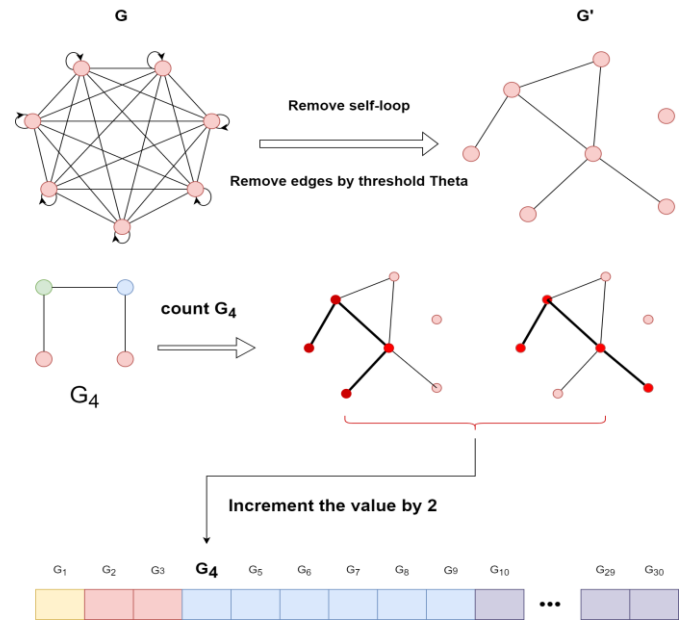 G
G'
Remove self-loop
Remove edges by threshold Theta
count G4
G4
Increment the value by 2
G1 G2 G3 G4 G5 G6 G7 G8 G9 G10 G29 G30
•••